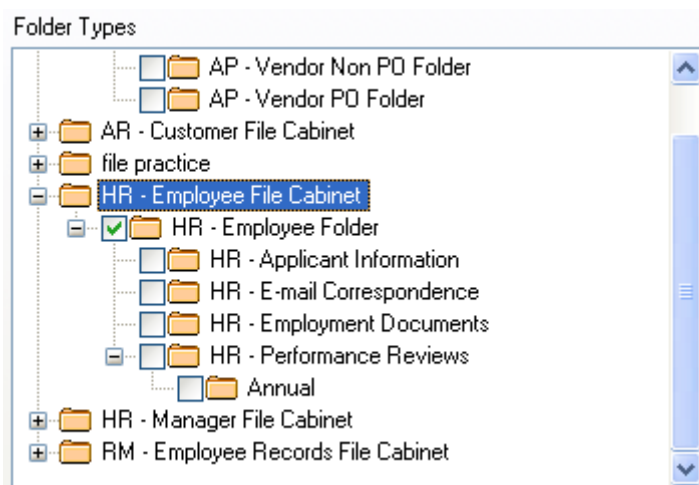 Folder Types
AP - Vendor Non PO Folder
AP - Vendor PO Folder
AR - Customer File Cabinet
file practice
HR - Employee File Cabinet
HR - Employee Folder
HR - Applicant Information
HR - E-mail Correspondence
HR - Employment Documents
HR - Performance Reviews
Annual
HR - Manager File Cabinet
RM - Employee Records File Cabinet